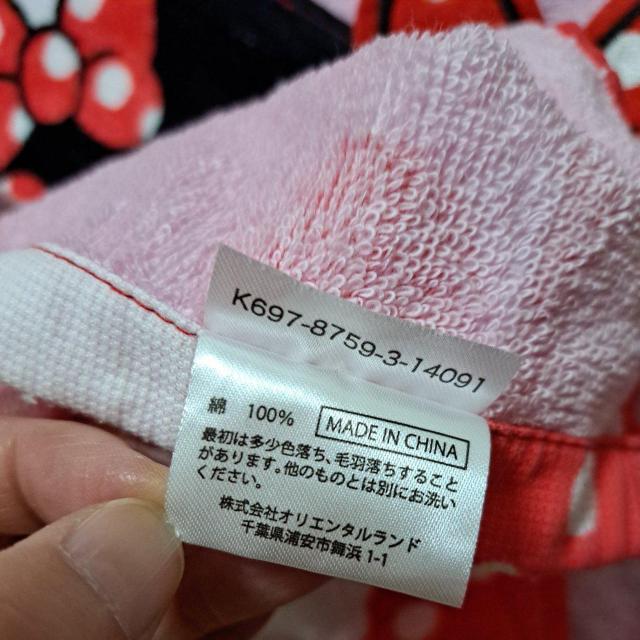 K697-8759-3-14091
綿 100% MADE IN CHINA
最初は多少色落ち、毛羽落ちすること
があります。他のものとは別にお洗い
ください。
株式会社オリエンタルランド
千葉県浦安市舞浜 1-1